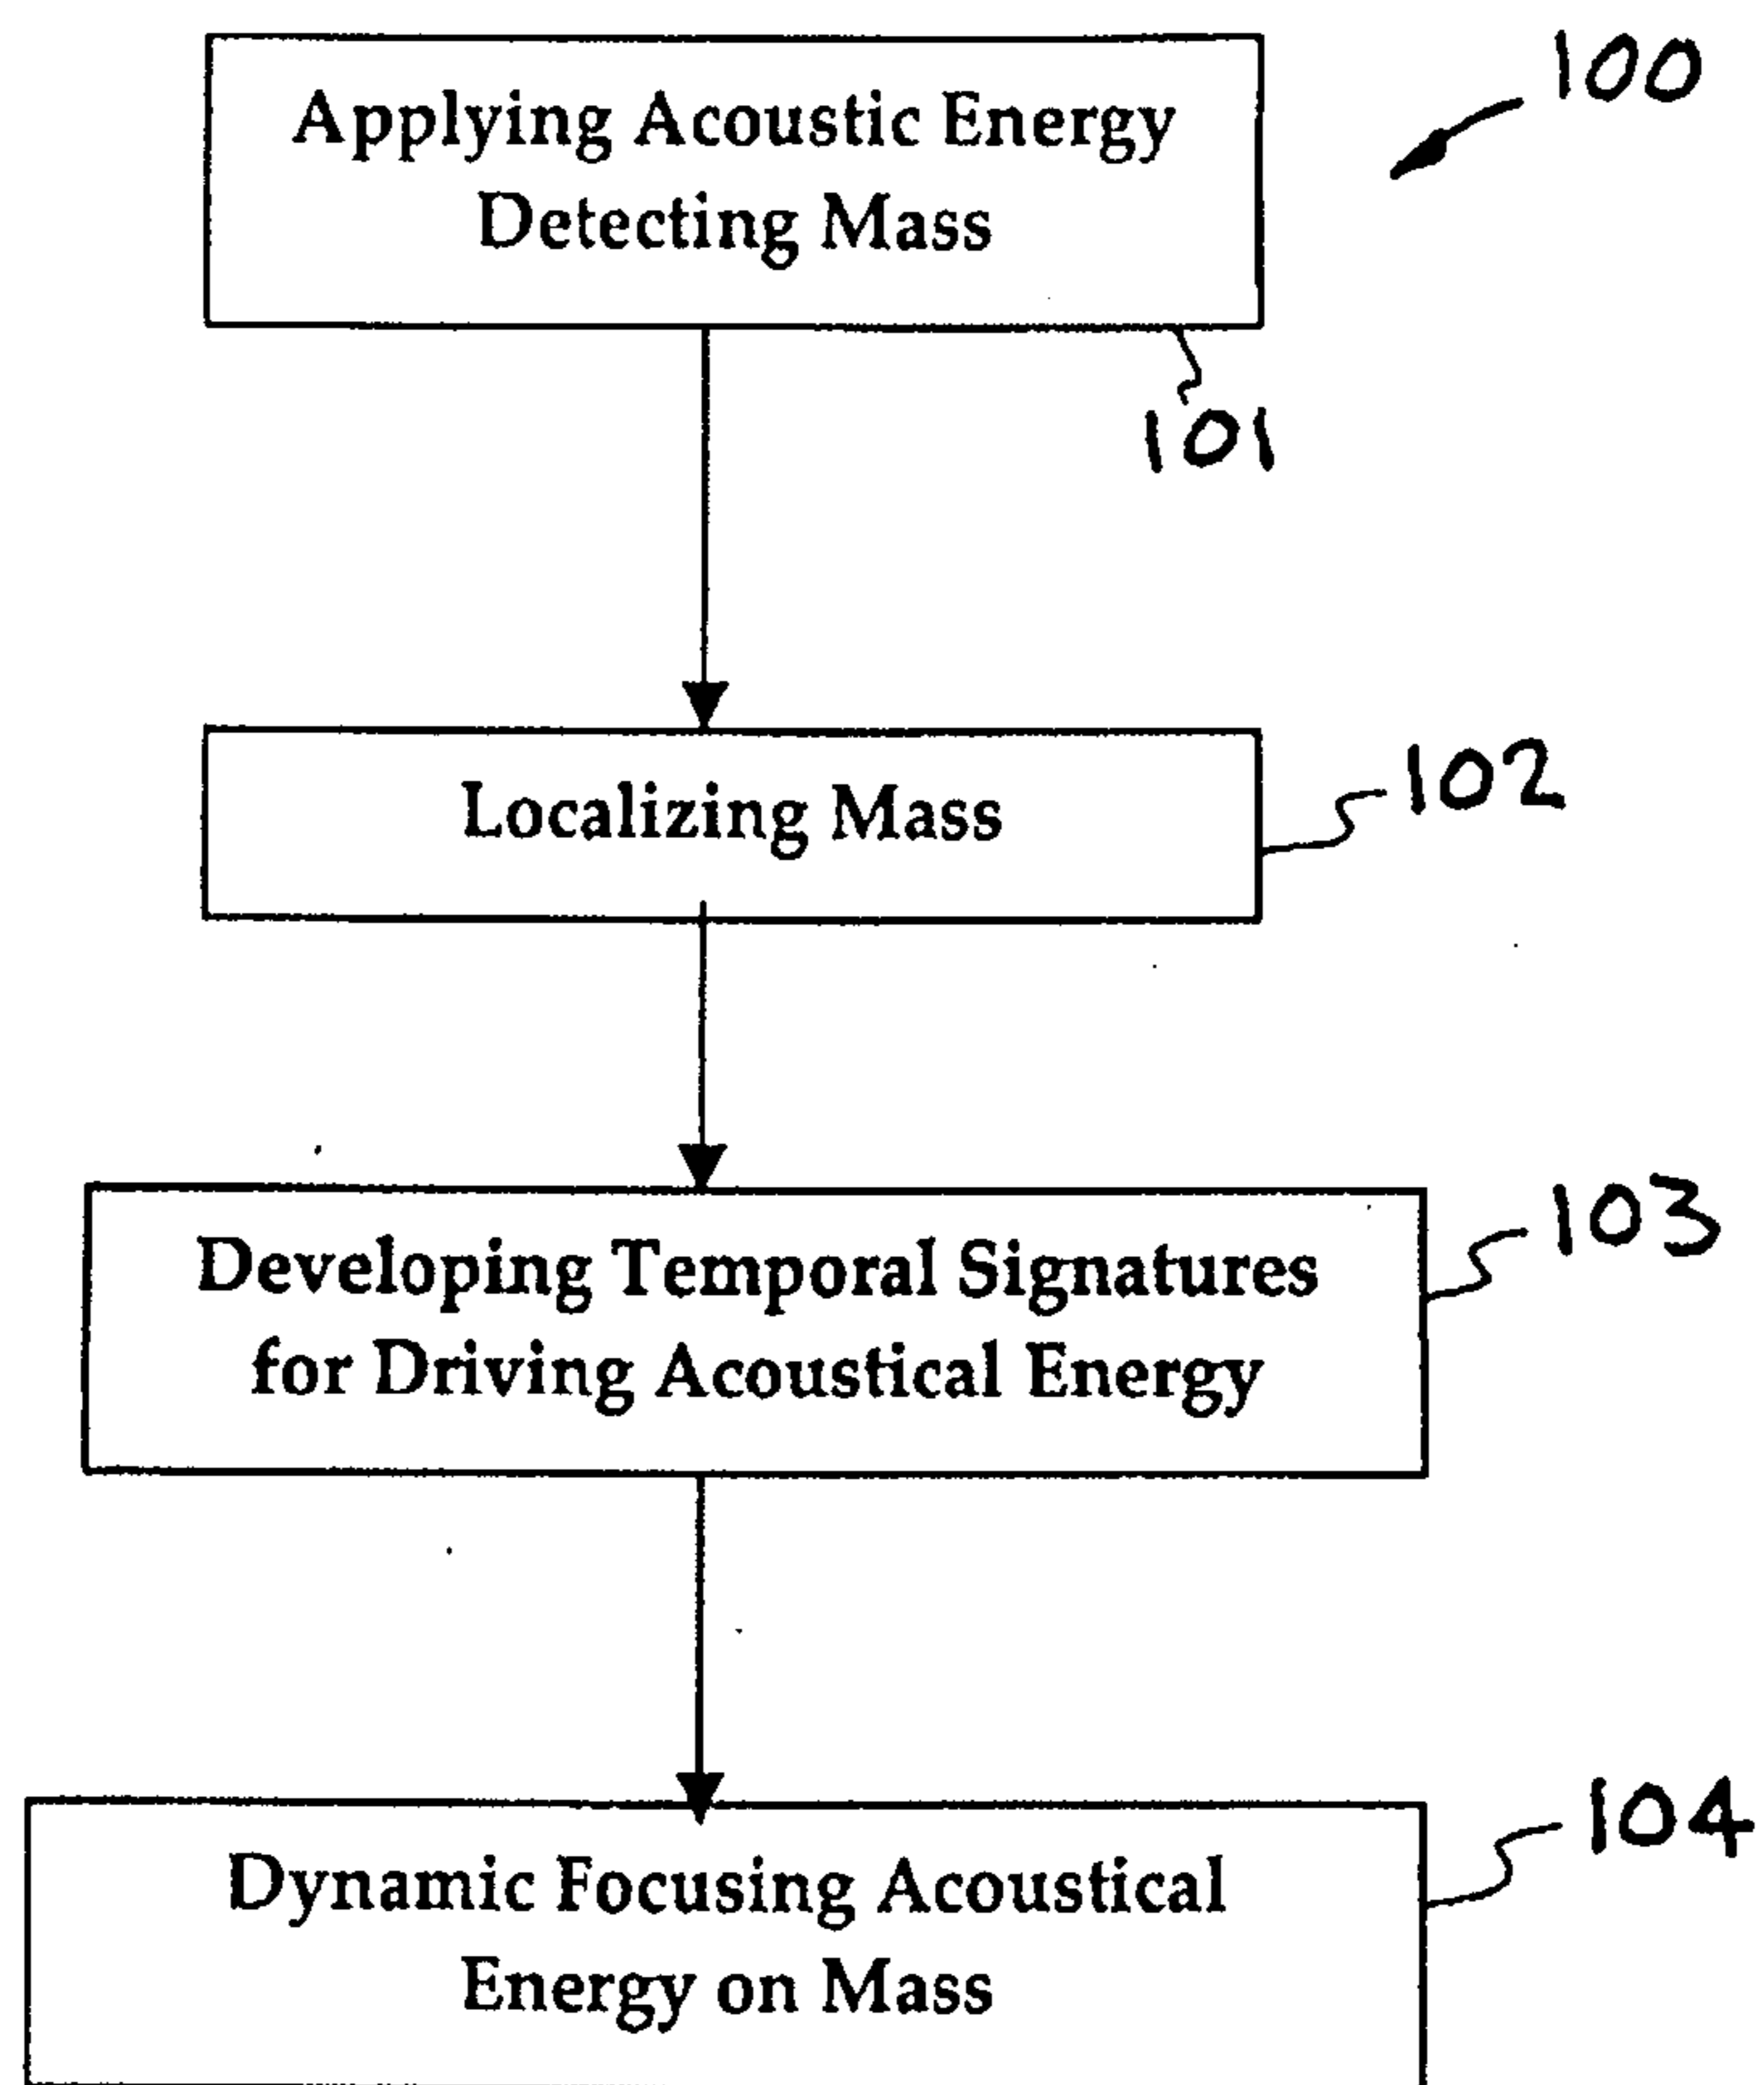 Applying Acoustic Energy
Detecting Mass
100
101
Localizing Mass
102
Developing Temporal Signatures
for Driving Acoustical Energy
103
Dynamic Focusing Acoustical
Energy on Mass
104